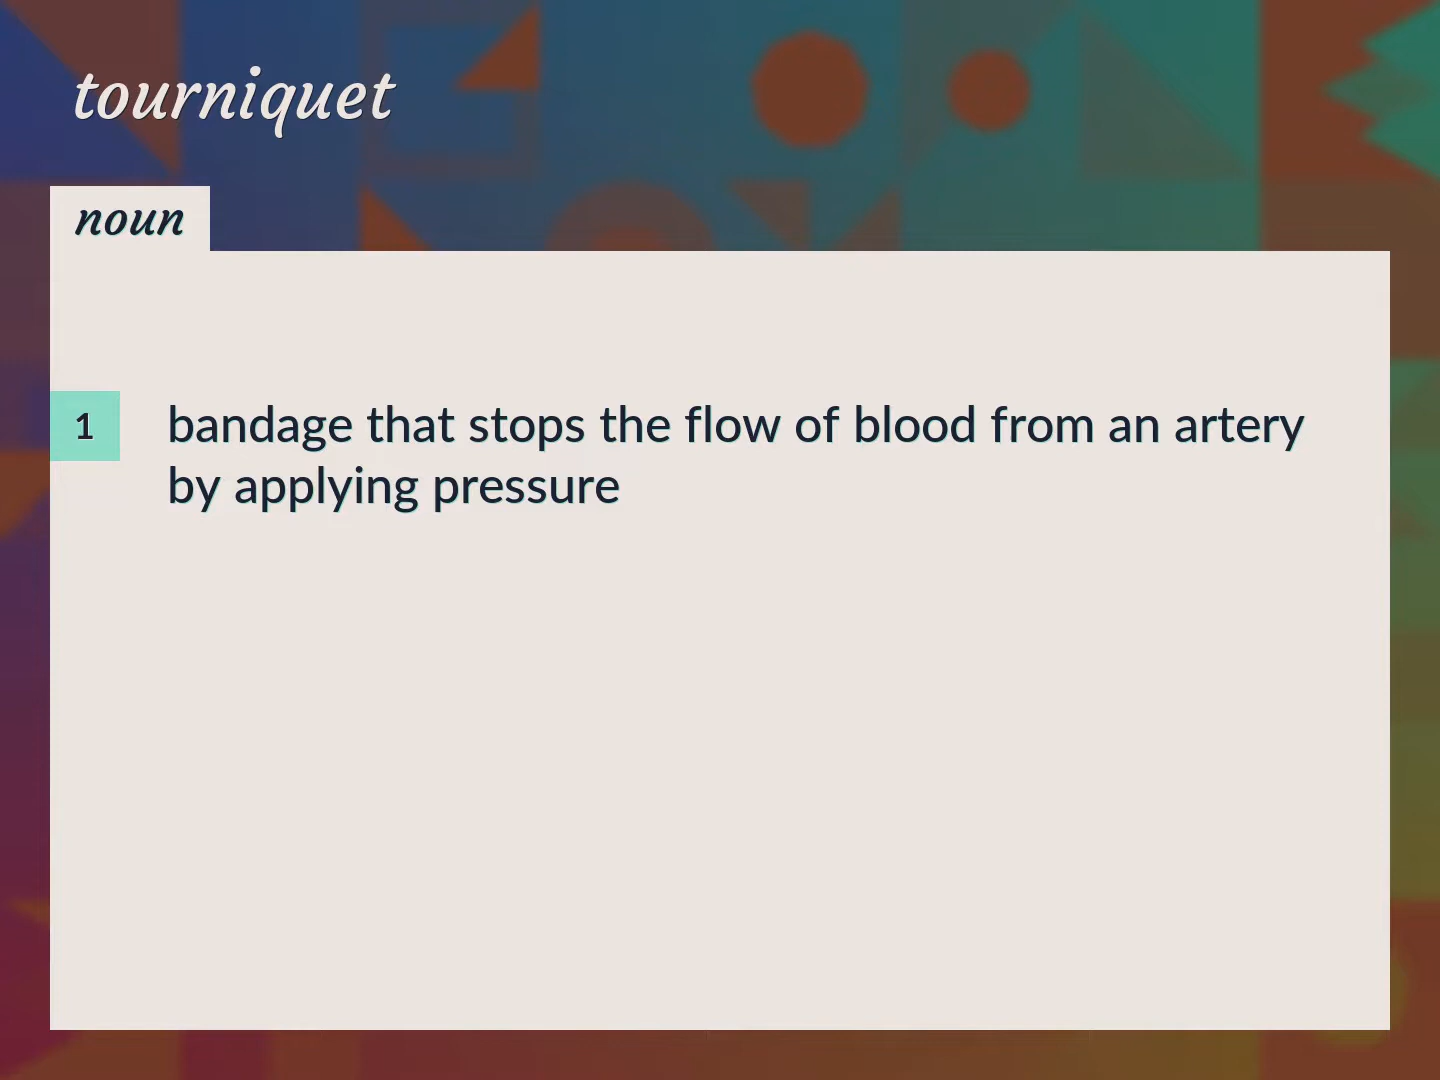 tourniquet
noun
1
bandage that stops the flow of blood from an artery
by applying pressure